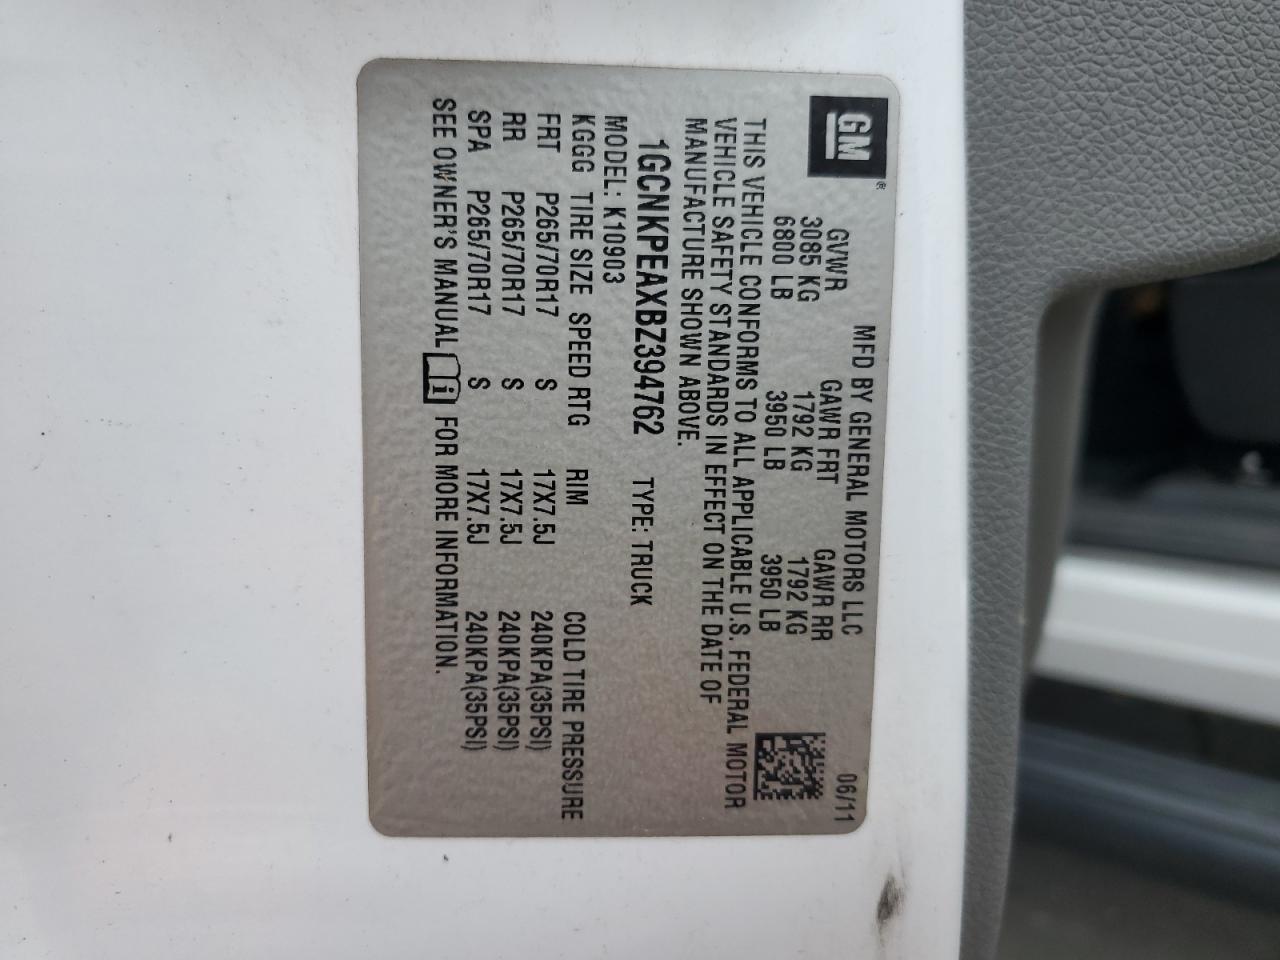 GM®
MFD BY GENERAL MOTORS LLC 06/11
GVWR GAWR FRT GAWR RR
3085 KG 1792 KG 1792 KG
6800 LB 3950 LB 3950 LB
THIS VEHICLE CONFORMS TO ALL APPLICABLE U.S. FEDERAL MOTOR
VEHICLE SAFETY STANDARDS IN EFFECT ON THE DATE OF
MANUFACTURE SHOWN ABOVE.
1GCNKPEAXBZ394762 TYPE: TRUCK
MODEL: K10903
KGGG TIRE SIZE SPEED RTG RIM COLD TIRE PRESSURE
FRT P265/70R17 S 17X7.5J 240KPA(35PSI)
RR P265/70R17 S 17X7.5J 240KPA(35PSI)
SPA P265/70R17 S 17X7.5J 240KPA(35PSI)
SEE OWNER'S MANUAL i FOR MORE INFORMATION.